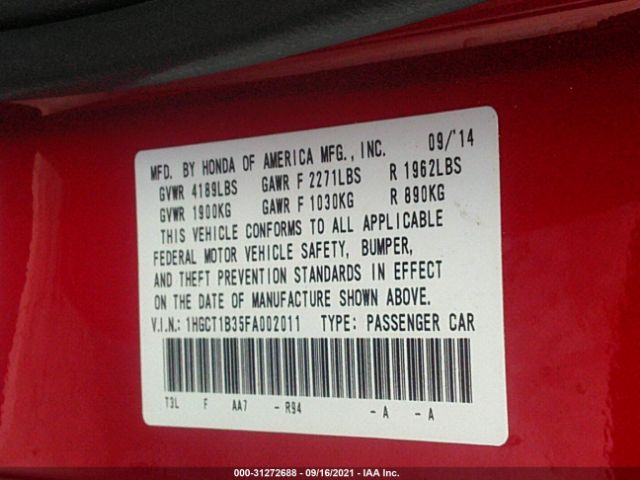 MFD. BY HONDA OF AMERICA MFG., INC. 09/'14
GVWR 4189LBS GAWR F 2271LBS R 1962LBS
GVWR 1900KG GAWR F 1030KG R 890KG
THIS VEHICLE CONFORMS TO ALL APPLICABLE
FEDERAL MOTOR VEHICLE SAFETY, BUMPER,
AND THEFT PREVENTION STANDARDS IN EFFECT
ON THE DATE OF MANUFACTURE SHOWN ABOVE.
V.I.N.: 1HGCT1B35FA002011 TYPE: PASSENGER CAR
T3L F AA7 - R94 - A - A
000-31272688 - 09/16/2021 - IAA Inc.